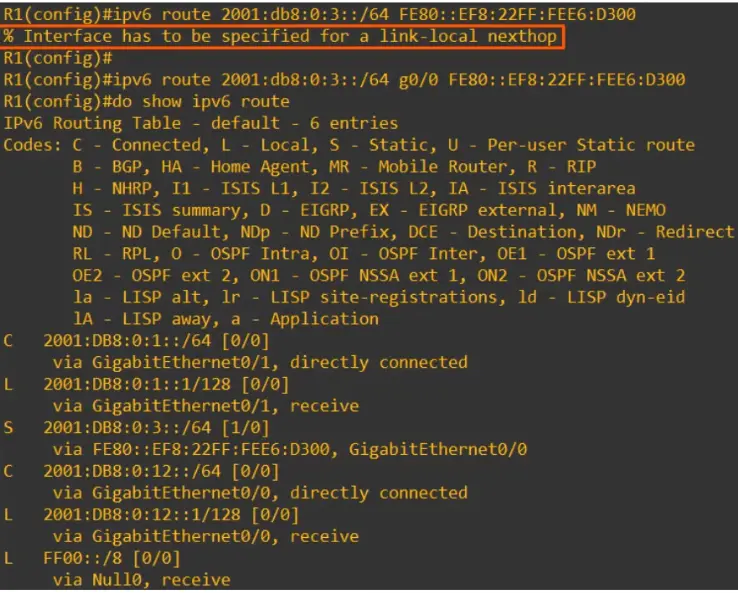 R1(config)#ipv6 route 2001:db8:0:3::/64 FE80::EF8:22FF:FEE6:D300
% Interface has to be specified for a link-local nexthop
R1(config)#
R1(config)#ipv6 route 2001:db8:0:3::/64 g0/0 FE80::EF8:22FF:FEE6:D300
R1(config)#do show ipv6 route
IPv6 Routing Table - default - 6 entries
Codes: C - Connected, L - Local, S - Static, U - Per-user Static route
B - BGP, HA - Home Agent, MR - Mobile Router, R - RIP
H - NHRP, I1 - ISIS L1, I2 - ISIS L2, IA - ISIS interarea
IS - ISIS summary, D - EIGRP, EX - EIGRP external, NM - NEMO
ND - ND Default, NDp - ND Prefix, DCE - Destination, NDr - Redirect
RL - RPL, O - OSPF Intra, OI - OSPF Inter, OE1 - OSPF ext 1
OE2 - OSPF ext 2, ON1 - OSPF NSSA ext 1, ON2 - OSPF NSSA ext 2
la - LISP alt, lr - LISP site-registrations, ld - LISP dyn-eid
lA - LISP away, a - Application
C 2001:DB8:0:1::/64 [0/0]
via GigabitEthernet0/1, directly connected
L 2001:DB8:0:1::1/128 [0/0]
via GigabitEthernet0/1, receive
S 2001:DB8:0:3::/64 [1/0]
via FE80::EF8:22FF:FEE6:D300, GigabitEthernet0/0
C 2001:DB8:0:12::/64 [0/0]
via GigabitEthernet0/0, directly connected
L 2001:DB8:0:12::1/128 [0/0]
via GigabitEthernet0/0, receive
L FF00::/8 [0/0]
via Null0, receive